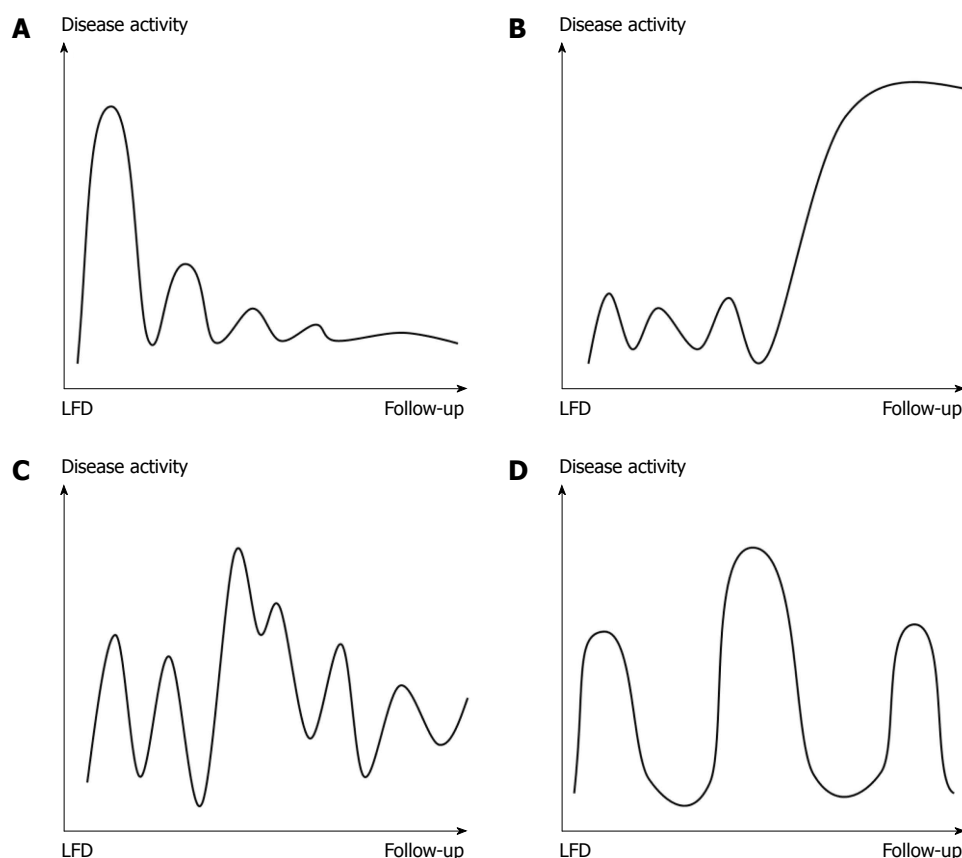 A
Disease activity
LFD
Follow-up
B
Disease activity
LFD
Follow-up
C
Disease activity
LFD
Follow-up
D
Disease activity
LFD
Follow-up